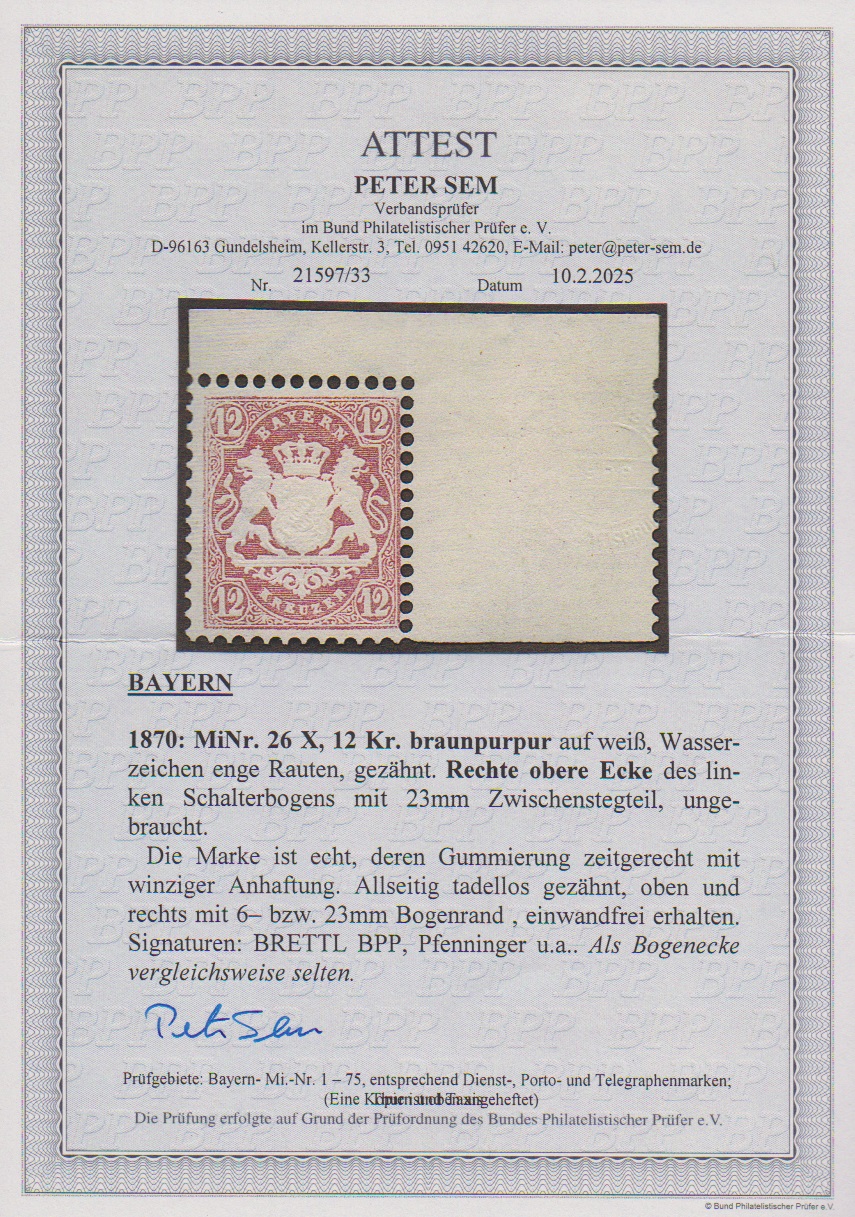 ATTEST
PETER SEM
Verbandsprüfer
im Bund Philatelistischer Prüfer e. V.
D-96163 Gundelsheim, Kellerstr. 3, Tel. 0951 42620, E-Mail: peter@peter-sem.de
Nr. 21597/33 Datum 10.2.2025
12 12
BAYERN
KREUZER
12 12
BAYERN
1870: MiNr. 26 X, 12 Kr. braunpurpur auf weiß, Wasser-
zeichen enge Rauten, gezähnt. Rechte obere Ecke des lin-
ken Schalterbogens mit 23mm Zwischenstegteil, unge-
braucht.
Die Marke ist echt, deren Gummierung zeitgerecht mit
winziger Anhaftung. Allseitig tadellos gezähnt, oben und
rechts mit 6– bzw. 23mm Bogenrand , einwandfrei erhalten.
Signaturen: BRETTL BPP, Pfenninger u.a.. Als Bogenecke
vergleichsweise selten.
Peter Sem
Prüfgebiete: Bayern- Mi.-Nr. 1 – 75, entsprechend Dienst-, Porto- und Telegraphenmarken;
(Eine angeheftet)
Die Prüfung erfolgte auf Grund der Prüfordnung des Bundes Philatelistischer Prüfer e.V.
© Bund Philatelistischer Prüfer e.V.